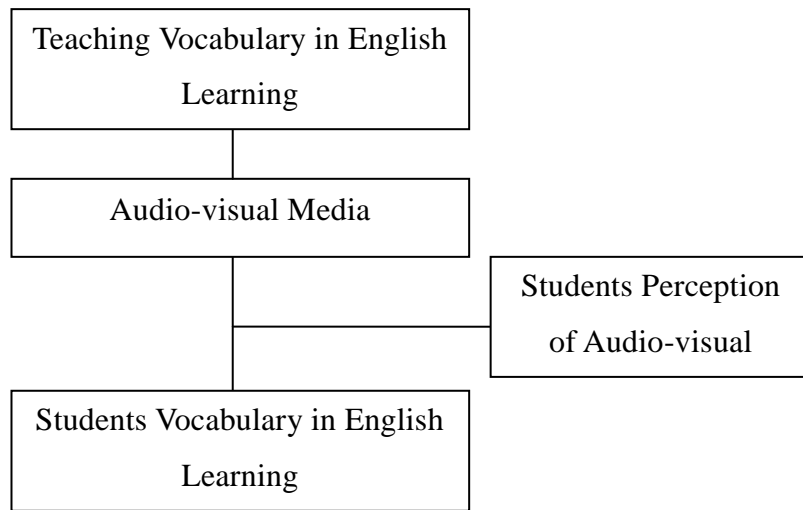 Teaching Vocabulary in English
Learning
Audio-visual Media
Students Perception
of Audio-visual
Students Vocabulary in English
Learning